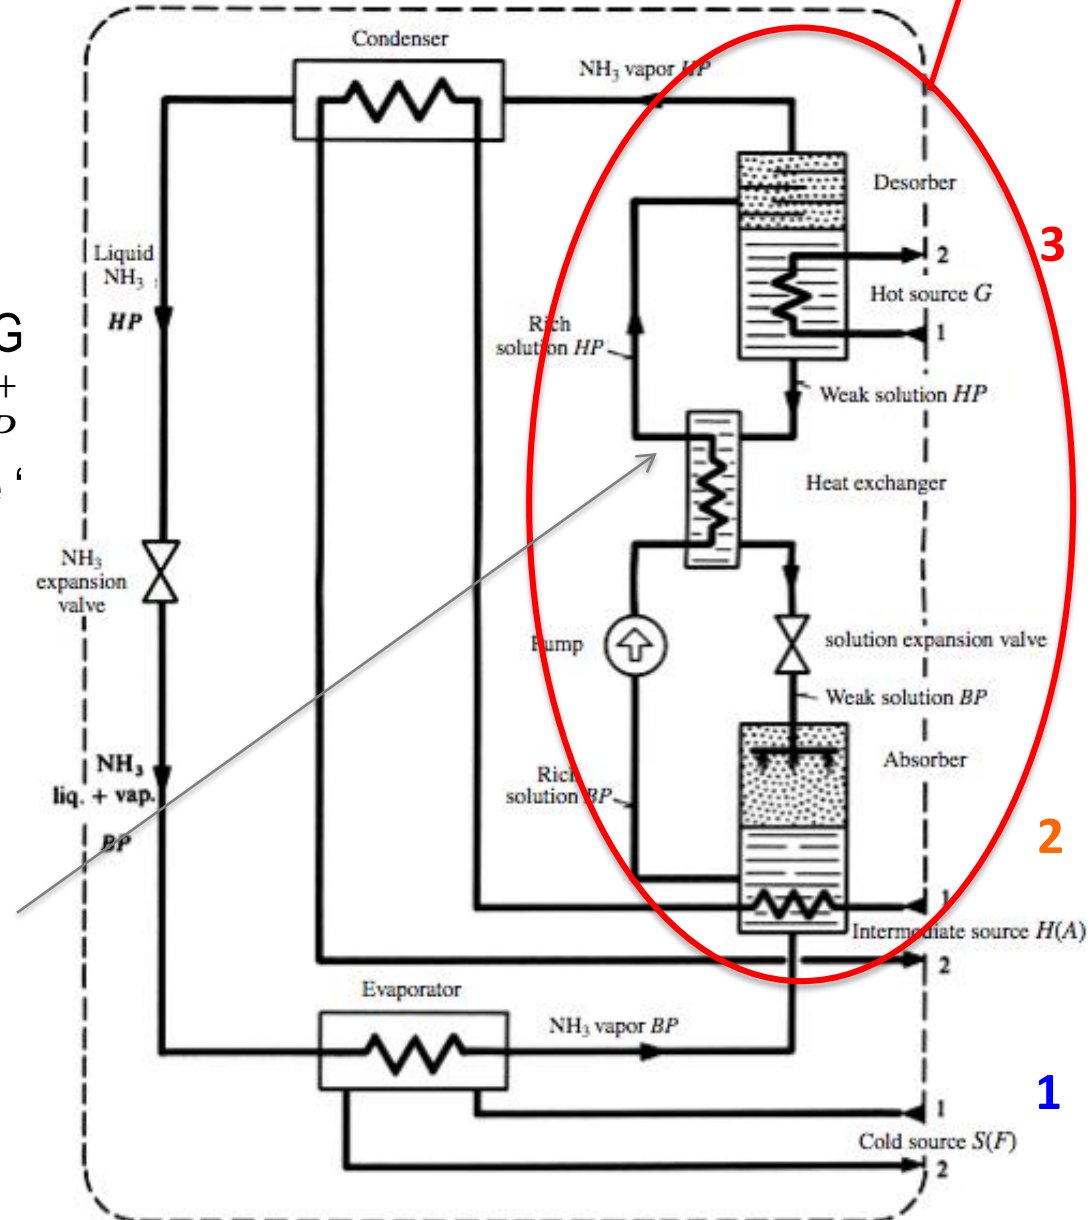 Condenser
NH₃ vapor HP
Desorber
3
2
Liquid
NH₃
Hot source G
HP
1
G
Rich
solution HP
+
P
Weak solution HP
e ‘
Heat exchanger
NH₃
expansion
valve
Pump
solution expansion valve
Weak solution BP
NH₃
liq. + vap.
BP
Absorber
Rich
solution BP
2
1
Intermediate source H(A)
2
Evaporator
NH₃ vapor BP
1
1
Cold source S(F)
2